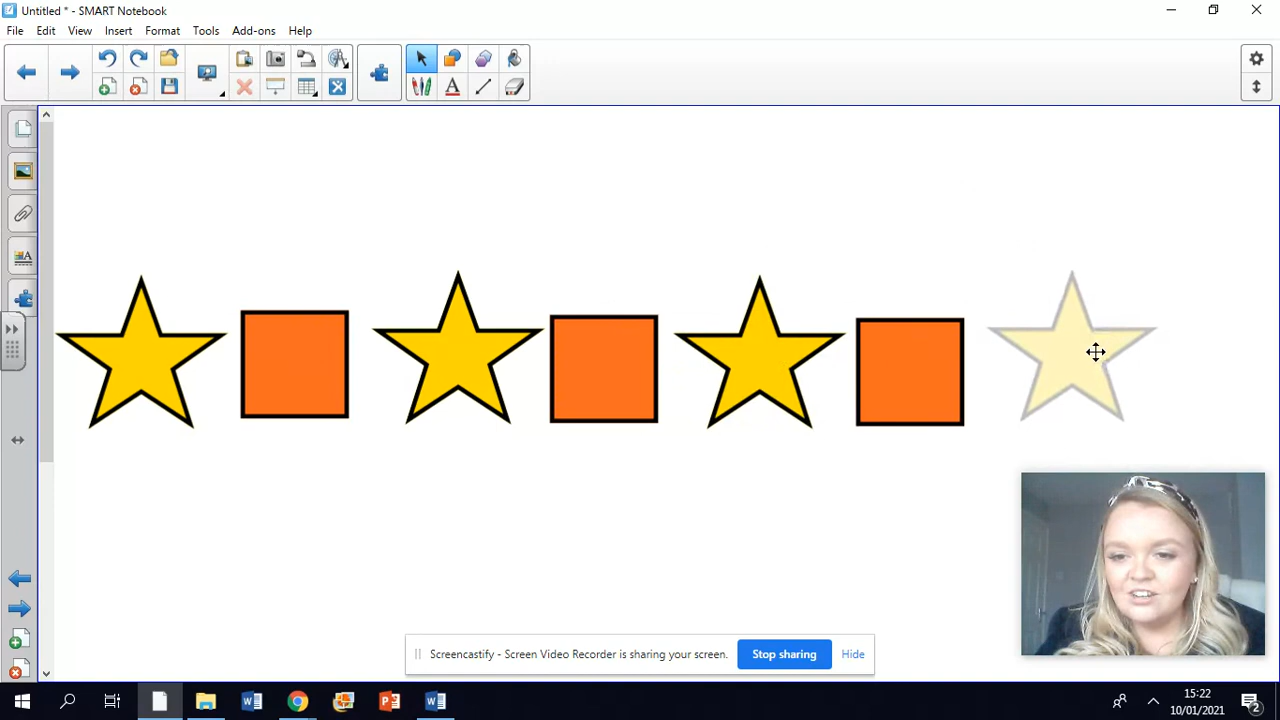 Untitled * - SMART Notebook
File Edit View Insert Format Tools Add-ons Help
Screencastify - Screen Video Recorder is sharing your screen. Stop sharing Hide
15:22
10/01/2021
2